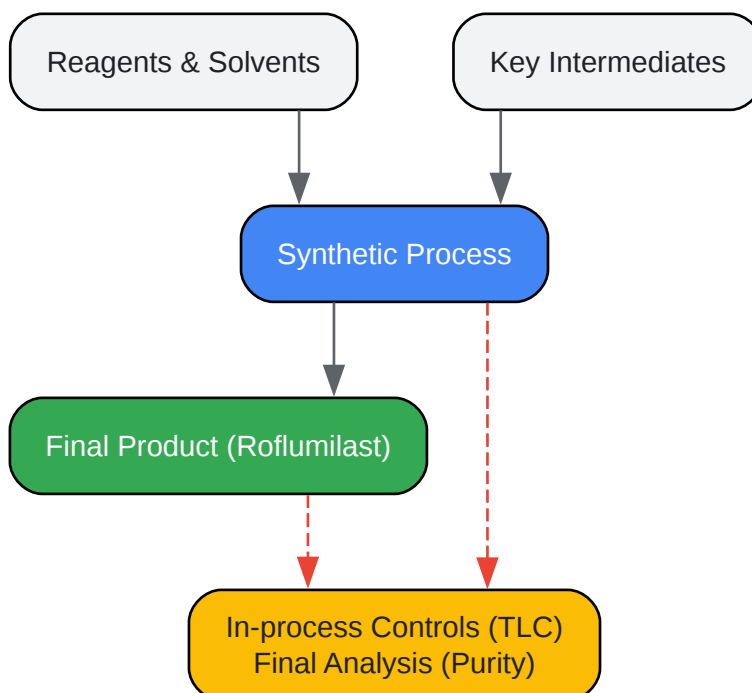 Reagents & Solvents
Key Intermediates
Synthetic Process
Final Product (Roflumilast)
In-process Controls (TLC)
Final Analysis (Purity)